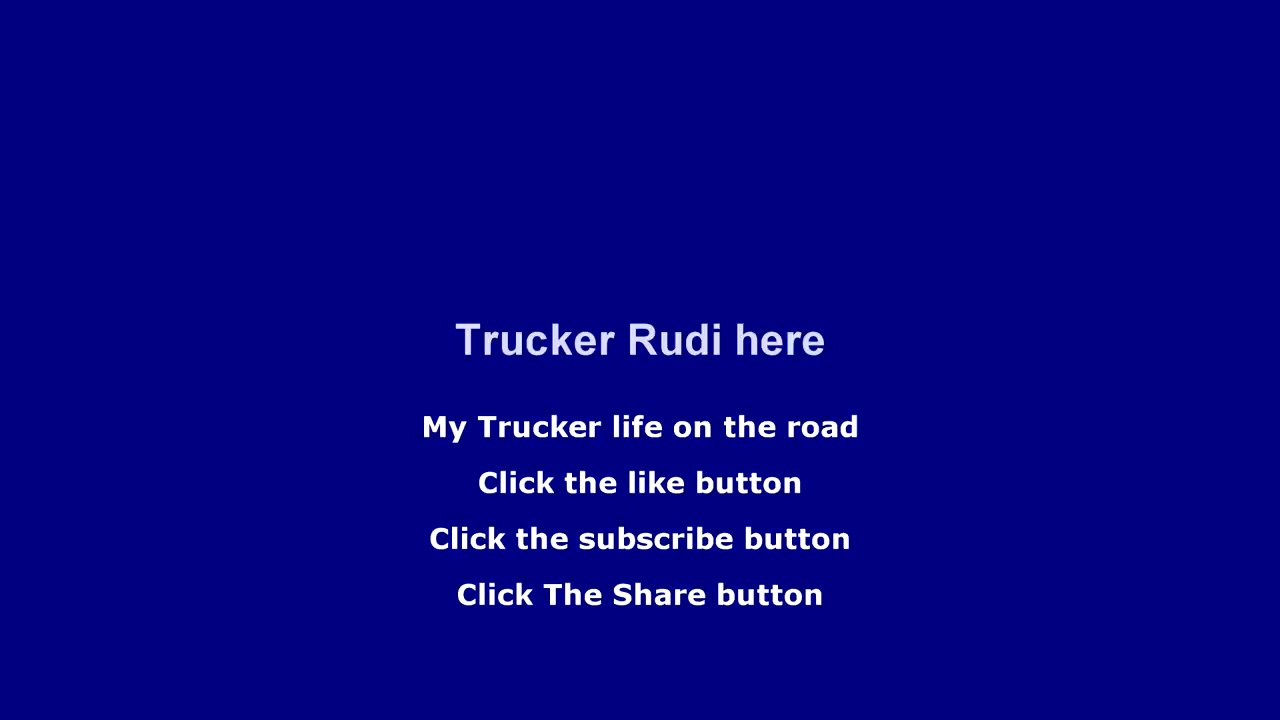 Trucker Rudi here
My Trucker life on the road
Click the like button
Click the subscribe button
Click The Share button